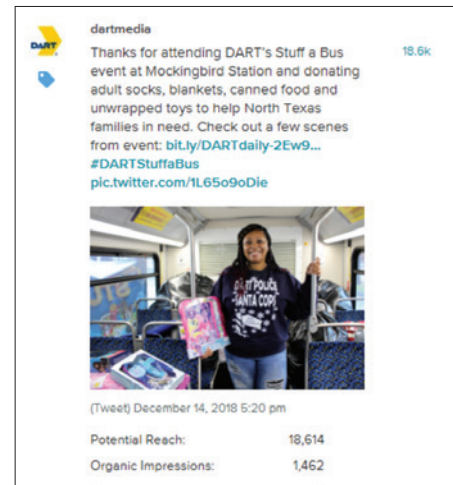 dartmedia
DART
Thanks for attending DART's Stuff a Bus
18.6k
event at Mockingbird Station and donating
adult socks, blankets, canned food and
unwrapped toys to help North Texas
families in need. Check out a few scenes
from event: bit.ly/DARTdaily-2Ew9...
#DARTStuffaBus
pic.twitter.com/1L65o9oDie
DART POLICE
SANTA COPS
(Tweet) December 14, 2018 5:20 pm
Potential Reach: 18,614
Organic Impressions: 1,462